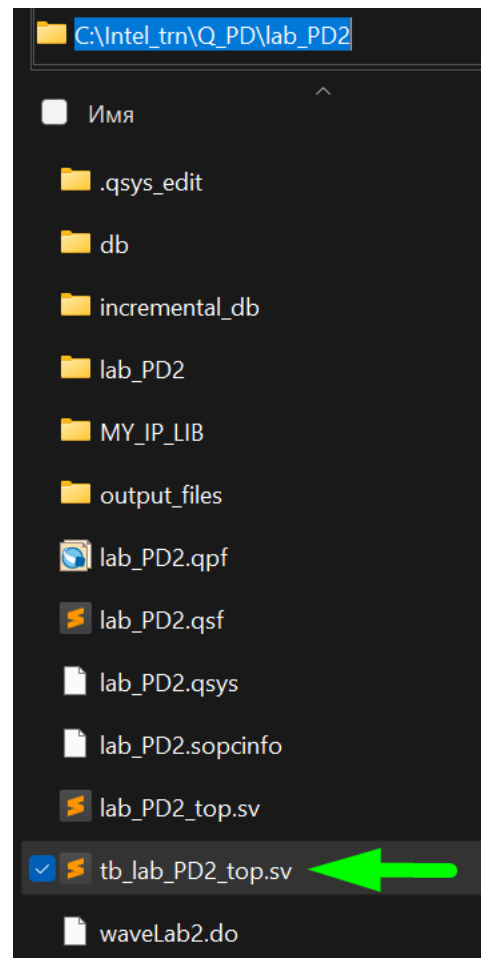 C:\Intel_trn\Q_PD\lab_PD2
Имя
.qsys_edit
db
incremental_db
lab_PD2
MY_IP_LIB
output_files
lab_PD2.qpf
lab_PD2.qsf
lab_PD2.qsys
lab_PD2.sopcinfo
lab_PD2_top.sv
tb_lab_PD2_top.sv
waveLab2.do